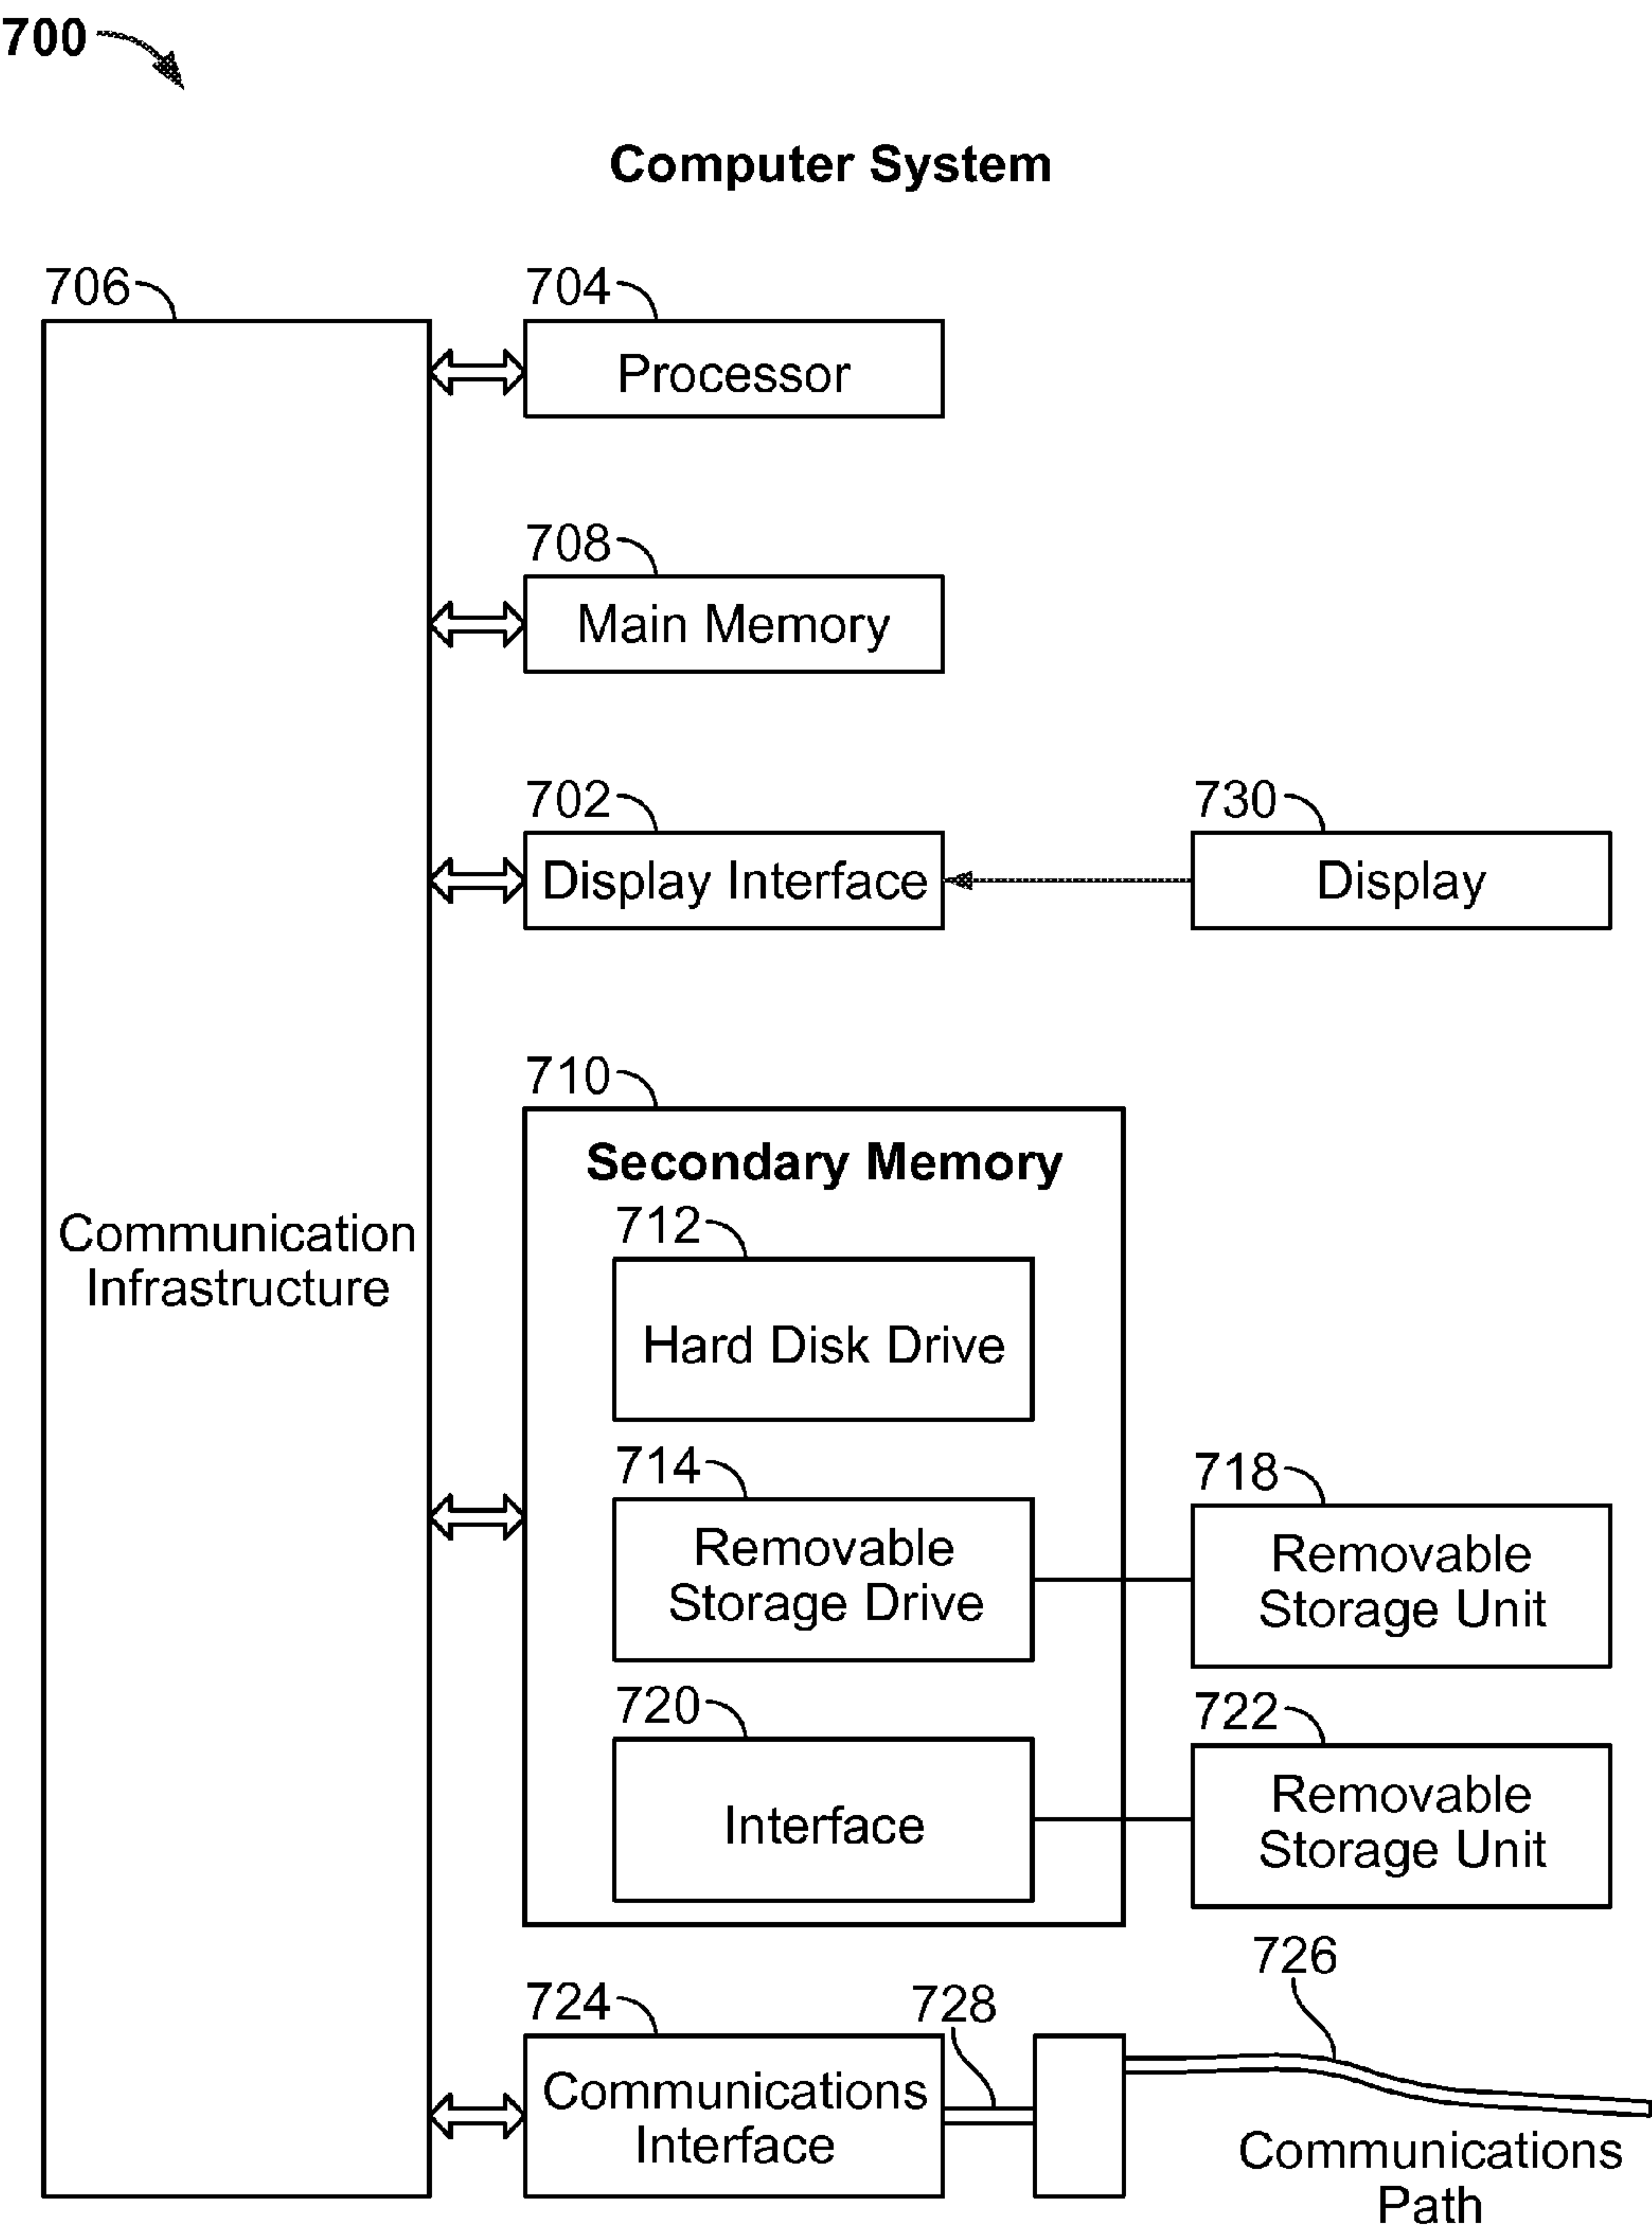 700
Computer System
706
704
Processor
708
Main Memory
702
730
Display Interface
Display
710
Secondary Memory
712
Communication
Infrastructure
Hard Disk Drive
714
718
Removable
Storage Drive
Removable
Storage Unit
720
722
Interface
Removable
Storage Unit
726
724
728
Communications
Interface
Communications
Path